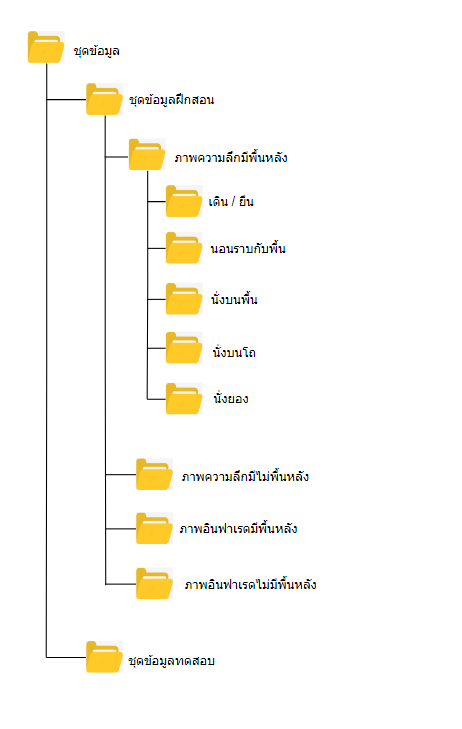 ชุดข้อมูล
ชุดข้อมูลฝึกสอน
ภาพความลึกมีพื้นหลัง
เดิน / ยืน
นอนราบกับพื้น
นั่งบนพื้น
นั่งบนโถ
นั่งยอง
ภาพความลึกมีไม่พื้นหลัง
ภาพอินฟาเรดมีพื้นหลัง
ภาพอินฟาเรดไม่มีพื้นหลัง
ชุดข้อมูลทดสอบ